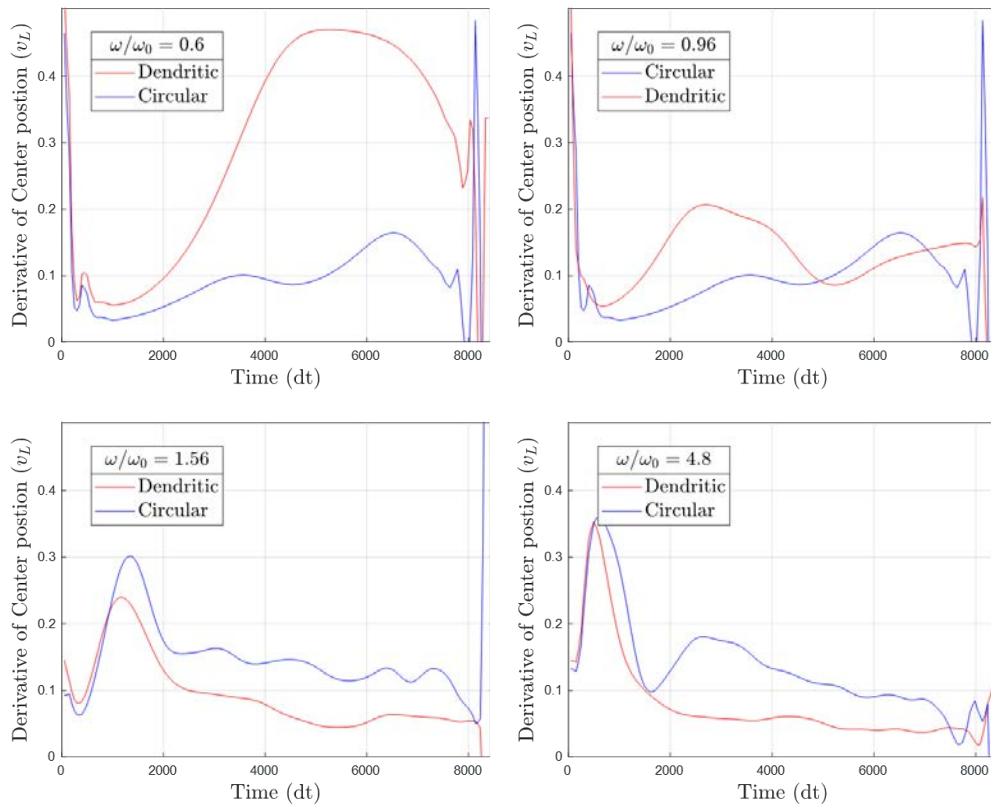 Derivative of Center postion (v_L)
0.4
0.3
0.2
0.1
0
ω/ω₀ = 0.6
Dendritic
Circular
0
2000
4000
6000
8000
Time (dt)
Derivative of Center postion (v_L)
0.4
0.3
0.2
0.1
0
ω/ω₀ = 0.96
Circular
Dendritic
0
2000
4000
6000
8000
Time (dt)
Derivative of Center postion (v_L)
0.4
0.3
0.2
0.1
0
ω/ω₀ = 1.56
Dendritic
Circular
0
2000
4000
6000
8000
Time (dt)
Derivative of Center postion (v_L)
0.4
0.3
0.2
0.1
0
ω/ω₀ = 4.8
Dendritic
Circular
0
2000
4000
6000
8000
Time (dt)